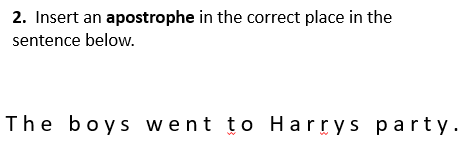 2. Insert an apostrophe in the correct place in the
sentence below.
The boys went to Harrys party.